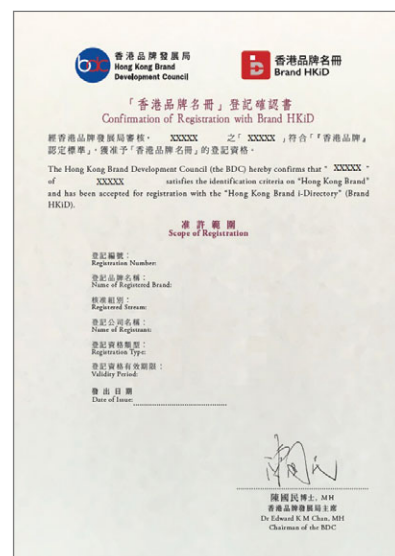 bdc
香港品牌發展局
Hong Kong Brand
Development Council
香港品牌名冊
Brand HKiD
「香港品牌名冊」登記確認書
Confirmation of Registration with Brand HKiD
經香港品牌發展局審核， XXXXX 之「 XXXXX 」符合「『香港品牌』
認定標準」，獲准予「香港品牌名冊」的登記資格。
The Hong Kong Brand Development Council (the BDC) hereby confirms that “ XXXXX ”
of XXXXX satisfies the identification criteria on “Hong Kong Brand”
and has been accepted for registration with the “Hong Kong Brand i-Directory” (Brand
HKiD).
准許範圍
Scope of Registration
登記編號：
Registration Number:
登記品牌名稱：
Name of Registered Brand:
核准組別：
Registered Stream:
登記公司名稱：
Name of Registrant:
登記資格類型：
Registration Type:
登記資格有效期限：
Validity Period:
發出日期
Date of Issue:
陳國民博士, MH
香港品牌發展局主席
Dr Edward K M Chan, MH
Chairman of the BDC